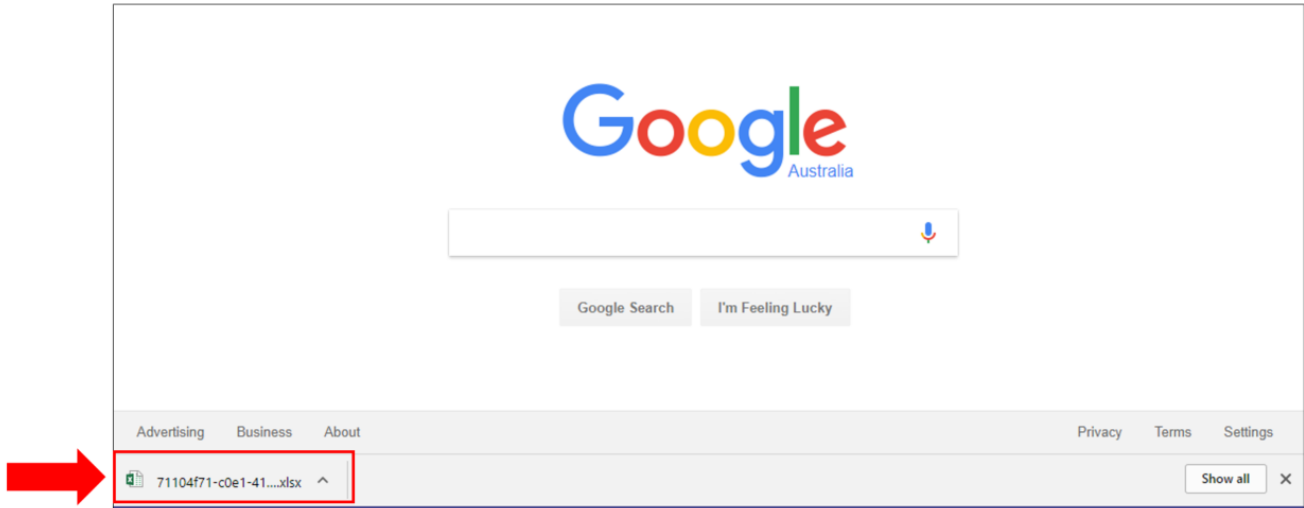 Google
Australia
Google Search I'm Feeling Lucky
Advertising Business About Privacy Terms Settings
71104f71-c0e1-41....xlsx Show all